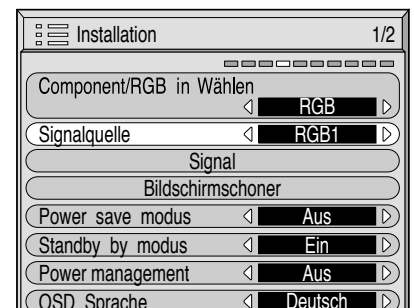 Installation 1/2
Component/RGB in Wählen
RGB
Signalquelle RGB1
Signal
Bildschirmschoner
Power save modus Aus
Standby by modus Ein
Power management Aus
OSD Sprache Deutsch